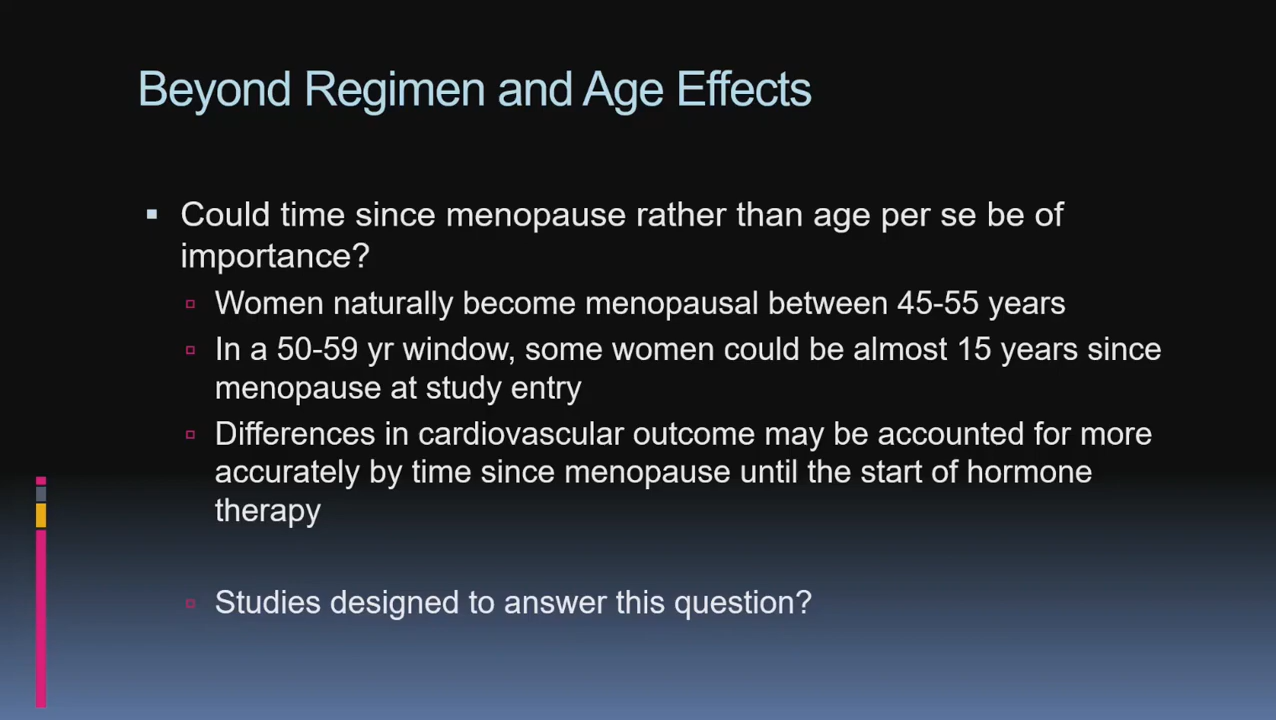 Beyond Regimen and Age Effects
Could time since menopause rather than age per se be of
importance?
Women naturally become menopausal between 45-55 years
In a 50-59 yr window, some women could be almost 15 years since
menopause at study entry
Differences in cardiovascular outcome may be accounted for more
accurately by time since menopause until the start of hormone
therapy
Studies designed to answer this question?